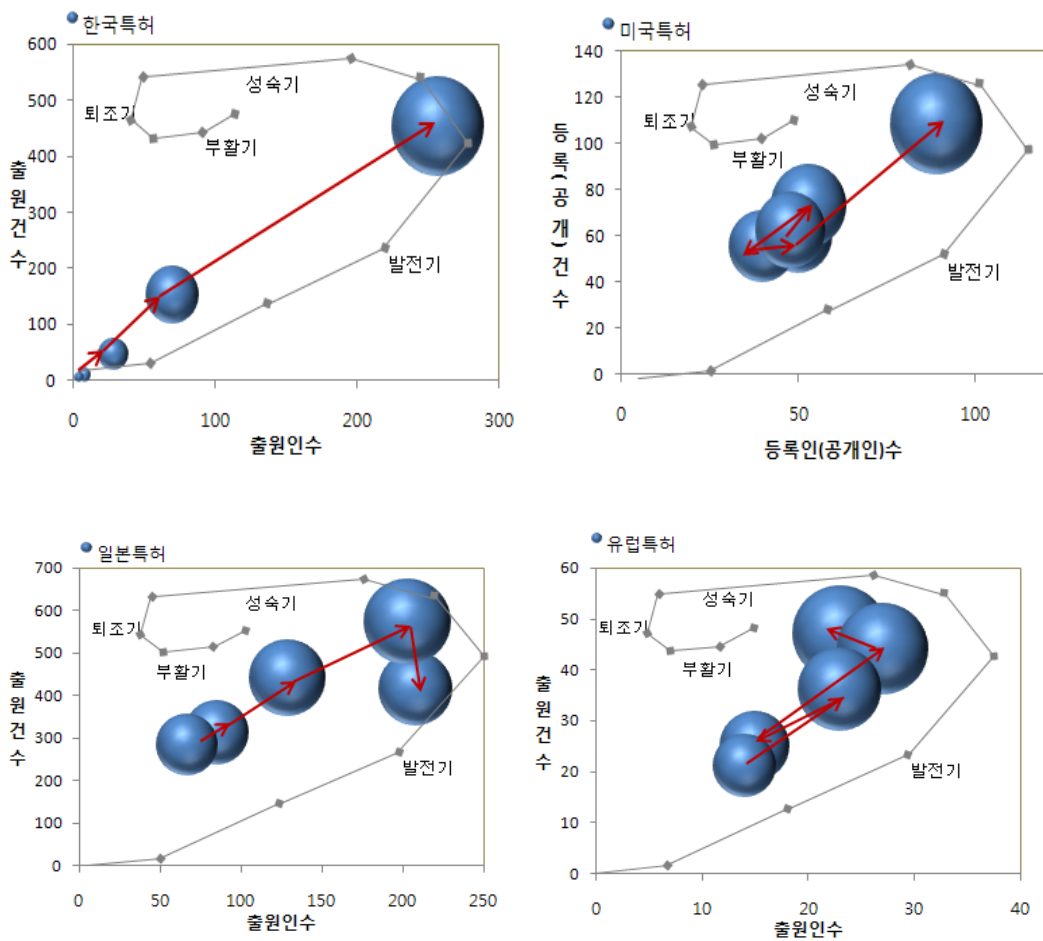 한국특허
600
500
400
300
200
100
0
출원건수
성숙기
퇴조기
부활기
발전기
0
100
200
300
출원인수
미국특허
140
120
100
80
60
40
20
0
등록(공개)건수
성숙기
퇴조기
부활기
발전기
0
50
100
등록인(공개인)수
일본특허
700
600
500
400
300
200
100
0
출원건수
성숙기
퇴조기
부활기
발전기
0
50
100
150
200
250
출원인수
유럽특허
60
50
40
30
20
10
0
출원건수
성숙기
퇴조기
부활기
발전기
0
10
20
30
40
출원인수